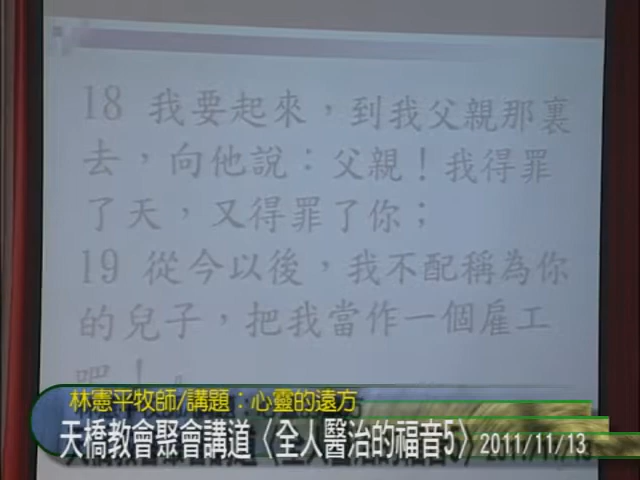 18 我要起來，到我父親那裏
去，向他說：父親！我得罪
了天，又得罪了你；
19 從今以後，我不配稱為你
的兒子，把我當作一個雇工
吧！
林憲平牧師/講題：心靈的遠方
天橋教會聚會講道〈全人醫治的福音5〉2011/11/13